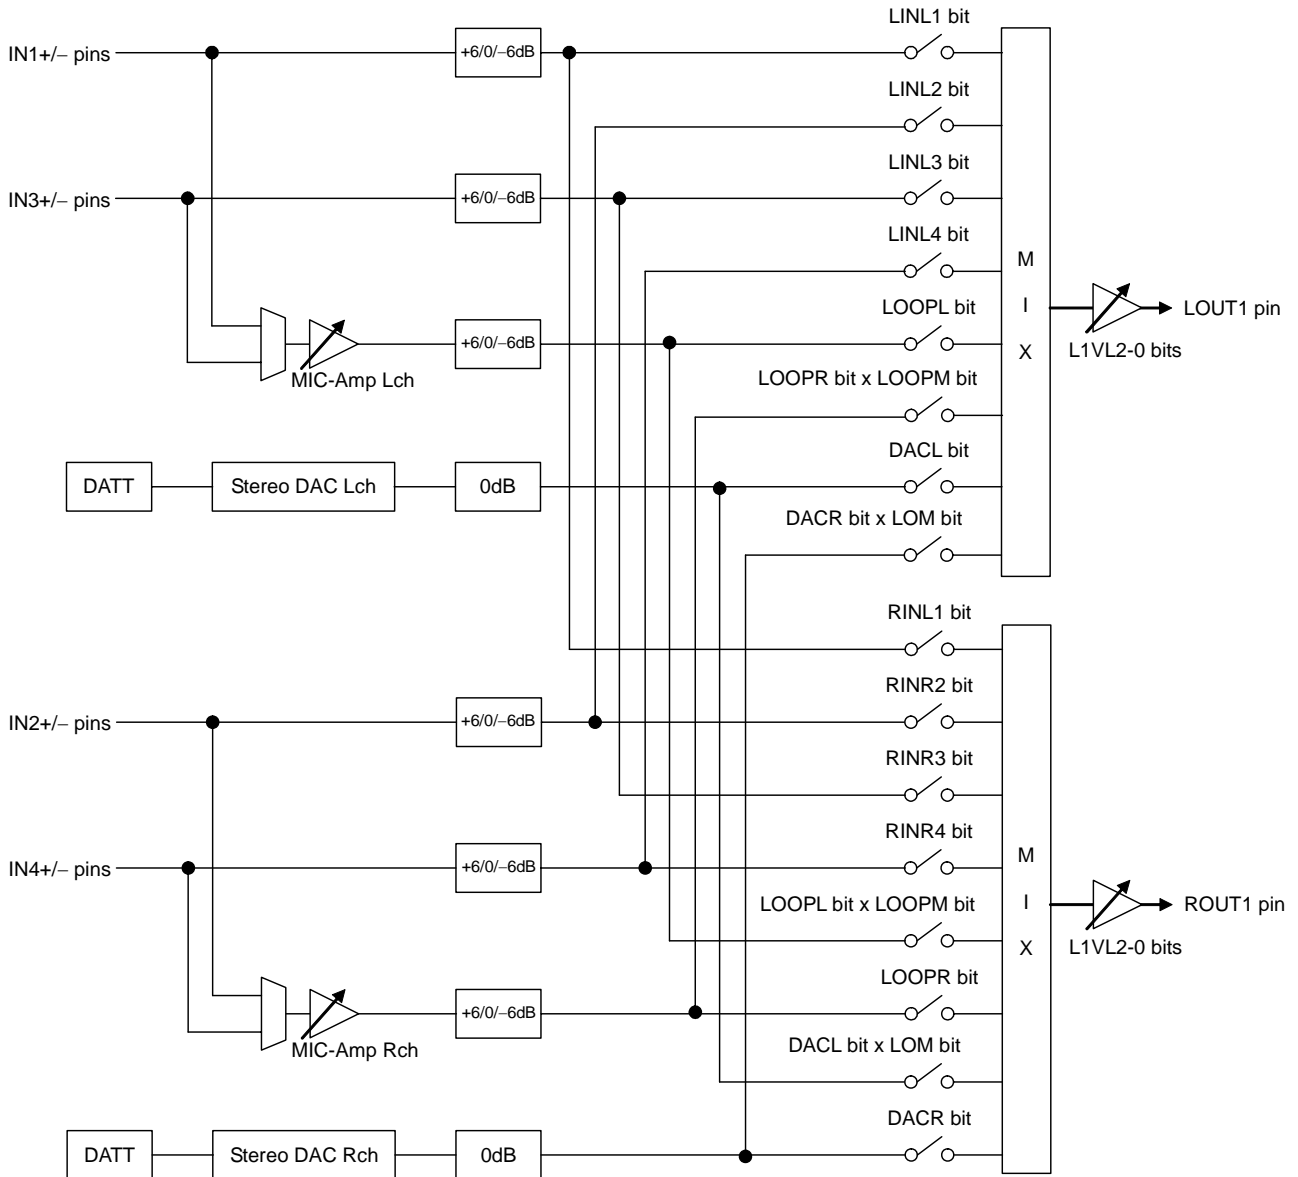 LINL1 bit
IN1+/− pins
+6/0/−6dB
LINL2 bit
LINL3 bit
IN3+/− pins
+6/0/−6dB
LINL4 bit
M
I
X
LOUT1 pin
L1VL2-0 bits
LOOPL bit
+6/0/−6dB
MIC-Amp Lch
LOOPR bit x LOOPM bit
DACL bit
DATT
Stereo DAC Lch
0dB
DACR bit x LOM bit
RINL1 bit
RINR2 bit
IN2+/− pins
+6/0/−6dB
RINR3 bit
RINR4 bit
IN4+/− pins
+6/0/−6dB
M
I
X
ROUT1 pin
L1VL2-0 bits
LOOPL bit x LOOPM bit
LOOPR bit
+6/0/−6dB
MIC-Amp Rch
DACL bit x LOM bit
DACR bit
DATT
Stereo DAC Rch
0dB